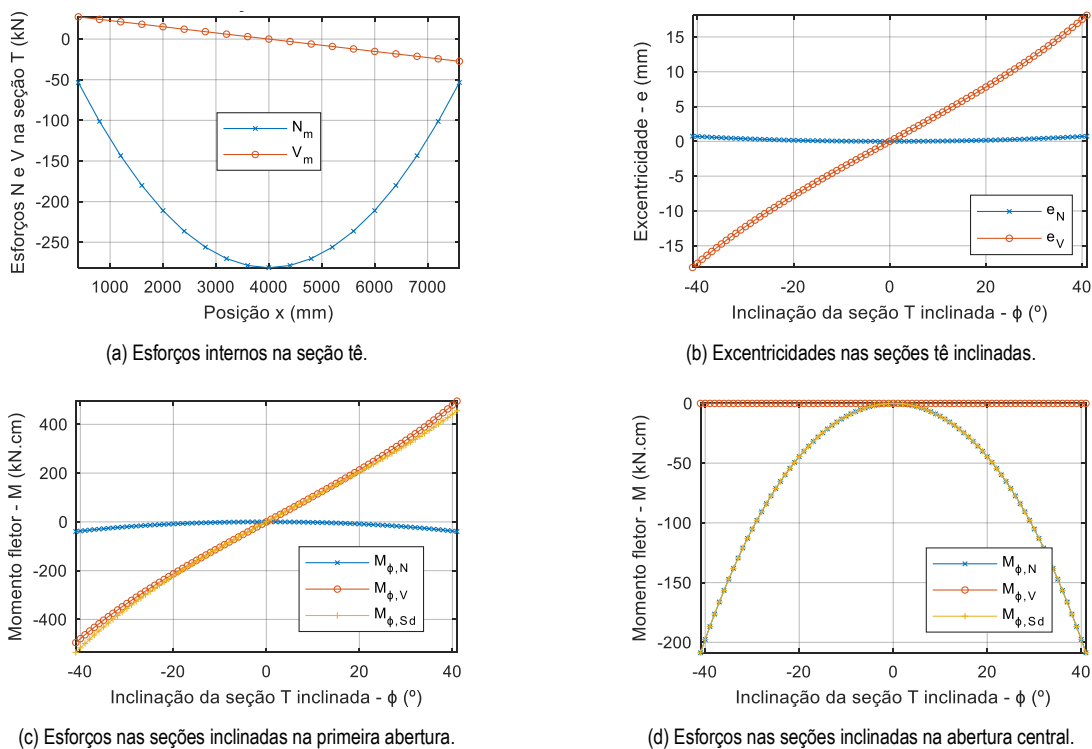 Esforços N e V na seção T (kN)
0
-50
-100
-150
-200
-250
N_m
V_m
1000 2000 3000 4000 5000 6000 7000
Posição x (mm)
(a) Esforços internos na seção tê.
Excentricidade - e (mm)
15
10
5
0
-5
-10
-15
e_N
e_V
-40 -20 0 20 40
Inclinação da seção T inclinada - ϕ (º)
(b) Excentricidades nas seções tê inclinadas.
Momento fletor - M (kN.cm)
400
200
0
-200
-400
M_ϕ,N
M_ϕ,V
M_ϕ,Sd
-40 -20 0 20 40
Inclinação da seção T inclinada - ϕ (º)
(c) Esforços nas seções inclinadas na primeira abertura.
Momento fletor - M (kN.cm)
0
-50
-100
-150
-200
M_ϕ,N
M_ϕ,V
M_ϕ,Sd
-40 -20 0 20 40
Inclinação da seção T inclinada - ϕ (º)
(d) Esforços nas seções inclinadas na abertura central.